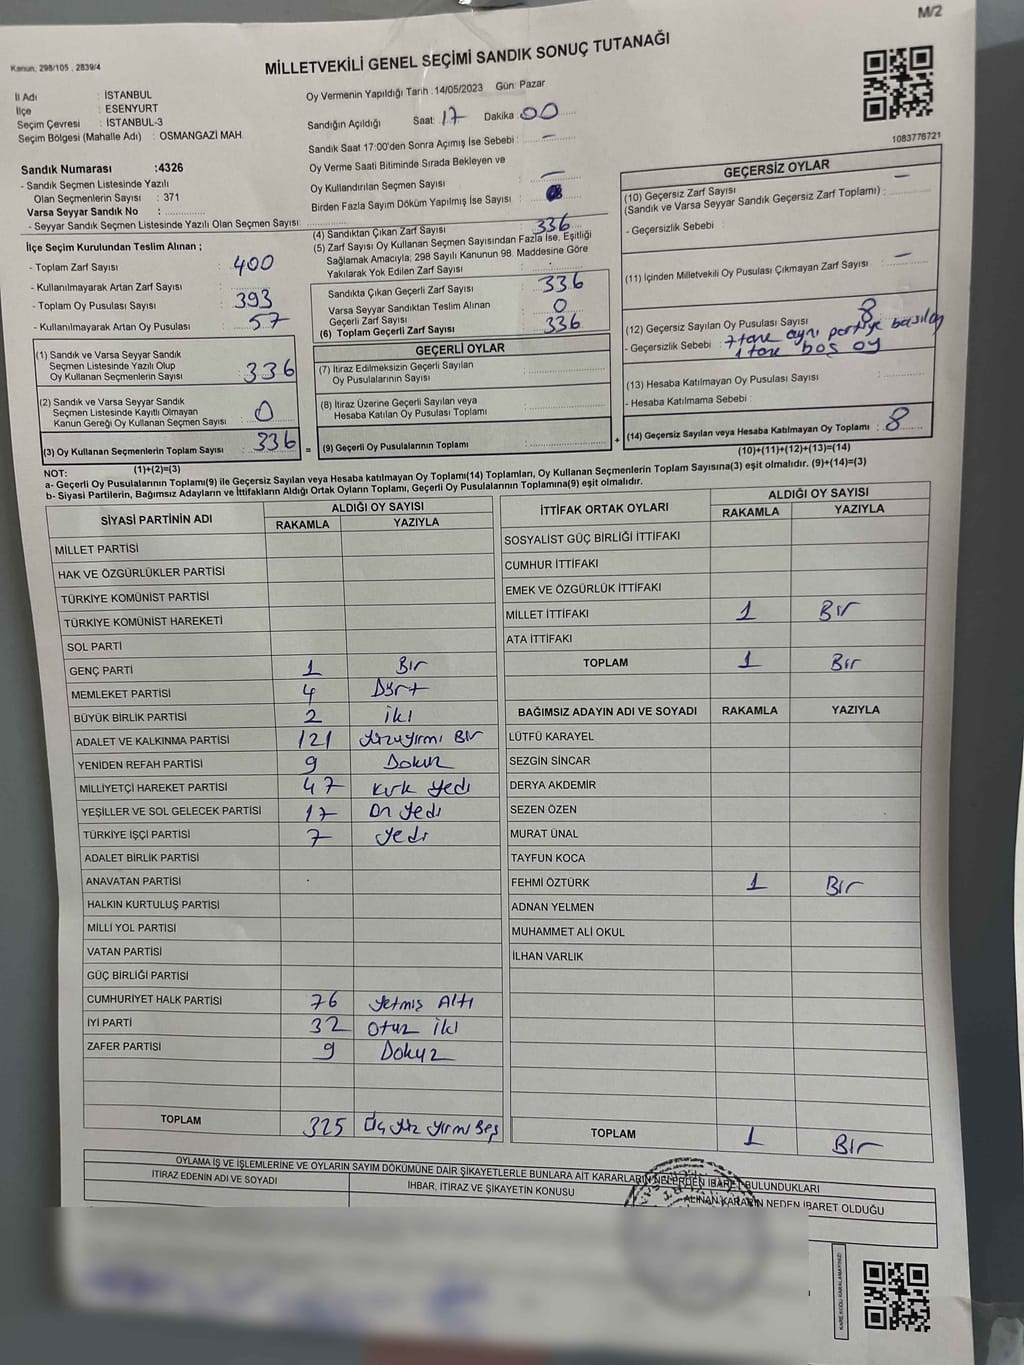 M/2
Kanun, 298/105 , 2839/4
MİLLETVEKİLİ GENEL SEÇİMİ SANDIK SONUÇ TUTANAĞI
İl Adı : İSTANBUL
İlçe : ESENYURT
Seçim Çevresi : İSTANBUL-3
Seçim Bölgesi (Mahalle Adı) : OSMANGAZİ MAH.
Sandık Numarası :4326
- Sandık Seçmen Listesinde Yazılı
Olan Seçmenlerin Sayısı : 371
Varsa Seyyar Sandık No :
- Seyyar Sandık Seçmen Listesinde Yazılı Olan Seçmen Sayısı :
Oy Vermenin Yapıldığı Tarih :14/05/2023 Gün: Pazar
Sandığın Açıldığı Saat: 17 Dakika 00
Sandık Saat 17:00'den Sonra Açımış İse Sebebi : -
Oy Verme Saati Bitiminde Sırada Bekleyen ve
Oy Kullandırılan Seçmen Sayısı : -
Birden Fazla Sayım Döküm Yapılmış İse Sayısı :
1083776721
İlçe Seçim Kurulundan Teslim Alınan ;
- Toplam Zarf Sayısı : 400
- Kullanılmayarak Artan Zarf Sayısı :
- Toplam Oy Pusulası Sayısı : 393
- Kullanılmayarak Artan Oy Pusulası : 57
(1) Sandık ve Varsa Seyyar Sandık
Seçmen Listesinde Yazılı Olup
Oy Kullanan Seçmenlerin Sayısı : 336
(2) Sandık ve Varsa Seyyar Sandık
Seçmen Listesinde Kayıtlı Olmayan
Kanun Gereği Oy Kullanan Seçmen Sayısı : 0
(3) Oy Kullanan Seçmenlerin Toplam Sayısı : 336
(1)+(2)=(3)
(4) Sandıktan Çıkan Zarf Sayısı : 336
(5) Zarf Sayısı Oy Kullanan Seçmen Sayısından Fazla İse, Eşitliği
Sağlamak Amacıyla; 298 Sayılı Kanunun 98. Maddesine Göre
Yakılarak Yok Edilen Zarf Sayısı :
Sandıkta Çıkan Geçerli Zarf Sayısı : 336
Varsa Seyyar Sandıktan Teslim Alınan
Geçerli Zarf Sayısı : 0
(6) Toplam Geçerli Zarf Sayısı : 336
GEÇERLİ OYLAR
(7) İtiraz Edilmeksizin Geçerli Sayılan
Oy Pusulalarının Sayısı :
(8) İtiraz Üzerine Geçerli Sayılan veya
Hesaba Katılan Oy Pusulası Toplamı :
= (9) Geçerli Oy Pusulalarının Toplamı :
GEÇERSİZ OYLAR
(10) Geçersiz Zarf Sayısı
(Sandık ve Varsa Seyyar Sandık Geçersiz Zarf Toplamı) : -
- Geçersizlik Sebebi :
(11) İçinden Milletvekili Oy Pusulası Çıkmayan Zarf Sayısı : -
(12) Geçersiz Sayılan Oy Pusulası Sayısı : 8
- Geçersizlik Sebebi : 7 tane aynı partiye basılan
1 tane boş oy
(13) Hesaba Katılmayan Oy Pusulası Sayısı :
- Hesaba Katılmama Sebebi :
+ (14) Geçersiz Sayılan veya Hesaba Katılmayan Oy Toplamı : 8
(10)+(11)+(12)+(13)=(14)
NOT:
a- Geçerli Oy Pusulalarının Toplamı(9) ile Geçersiz Sayılan veya Hesaba katılmayan Oy Toplamı(14) Toplamları, Oy Kullanan Seçmenlerin Toplam Sayısına(3) eşit olmalıdır. (9)+(14)=(3)
b- Siyasi Partilerin, Bağımsız Adayların ve İttifakların Aldığı Ortak Oyların Toplamı, Geçerli Oy Pusulalarının Toplamına(9) eşit olmalıdır.
SİYASİ PARTİNİN ADI ALDIĞI OY SAYISI
RAKAMLA YAZIYLA
MİLLET PARTİSİ
HAK VE ÖZGÜRLÜKLER PARTİSİ
TÜRKİYE KOMÜNİST PARTİSİ
TÜRKİYE KOMÜNİST HAREKETİ
SOL PARTİ
GENÇ PARTİ 1 Bir
MEMLEKET PARTİSİ 4 Dört
BÜYÜK BİRLİK PARTİSİ 2 iki
ADALET VE KALKINMA PARTİSİ 121 Yüzyirmi Bir
YENİDEN REFAH PARTİSİ 9 Dokuz
MİLLİYETÇİ HAREKET PARTİSİ 47 Kırk Yedi
YEŞİLLER VE SOL GELECEK PARTİSİ 17 On Yedi
TÜRKİYE İŞÇİ PARTİSİ 7 Yedi
ADALET BİRLİK PARTİSİ
ANAVATAN PARTİSİ
HALKIN KURTULUŞ PARTİSİ
MİLLİ YOL PARTİSİ
VATAN PARTİSİ
GÜÇ BİRLİĞİ PARTİSİ
CUMHURİYET HALK PARTİSİ 76 Yetmiş Altı
İYİ PARTİ 32 Otuz iki
ZAFER PARTİSİ 9 Dokuz
TOPLAM 325 Üç Yüz Yirmi Beş
İTTİFAK ORTAK OYLARI ALDIĞI OY SAYISI
RAKAMLA YAZIYLA
SOSYALİST GÜÇ BİRLİĞİ İTTİFAKI
CUMHUR İTTİFAKI
EMEK VE ÖZGÜRLÜK İTTİFAKI
MİLLET İTTİFAKI 1 Bir
ATA İTTİFAKI
TOPLAM 1 Bir
BAĞIMSIZ ADAYIN ADI VE SOYADI RAKAMLA YAZIYLA
LÜTFÜ KARAYEL
SEZGİN SİNCAR
DERYA AKDEMİR
SEZEN ÖZEN
MURAT ÜNAL
TAYFUN KOCA
FEHMİ ÖZTÜRK 1 Bir
ADNAN YELMEN
MUHAMMET ALİ OKUL
İLHAN VARLIK
TOPLAM 1 Bir
OYLAMA İŞ VE İŞLEMLERİNE VE OYLARIN SAYIM DÖKÜMÜNE DAİR ŞİKAYETLERLE BUNLARA AİT KARARLARIN NELERDEN İBARET BULUNDUKLARI
İTİRAZ EDENİN ADI VE SOYADI İHBAR, İTİRAZ VE ŞİKAYETİN KONUSU ALINAN KARARIN NEDEN İBARET OLDUĞU
KARE KODU KARALAMAYINIZ!